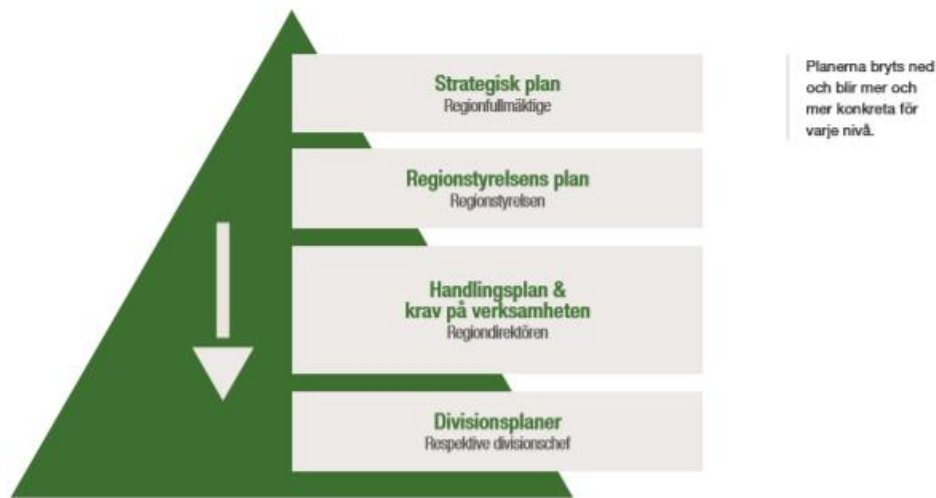 Strategisk plan
Regionfullmäktige
Regionstyrelsens plan
Regionstyrelsen
Handlingsplan &
krav på verksamheten
Regiondirektören
Divisionsplaner
Respektive divisionschef
Planerna bryts ned
och blir mer och
mer konkreta för
varje nivå.